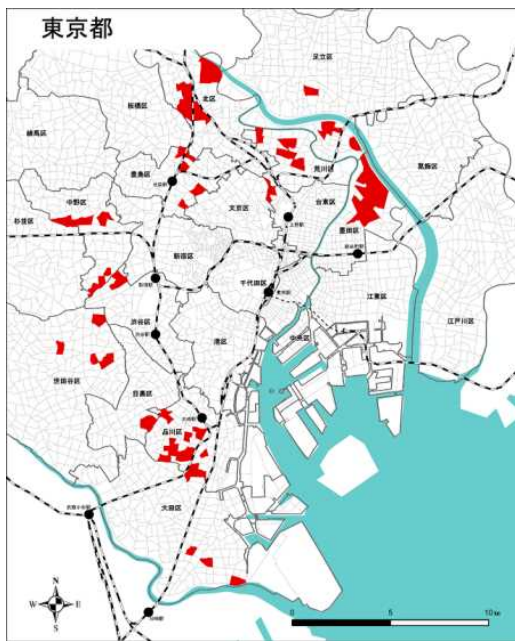 東京都
足立区
板橋区
北区
練馬区
葛飾区
豊島区
荒川区
中野区
文京区
台東区
杉並区
墨田区
新宿区
千代田区
江東区
渋谷区
港区
中央区
江戸川区
世田谷区
目黒区
品川区
大田区
N
W E
S
0 5 10 km